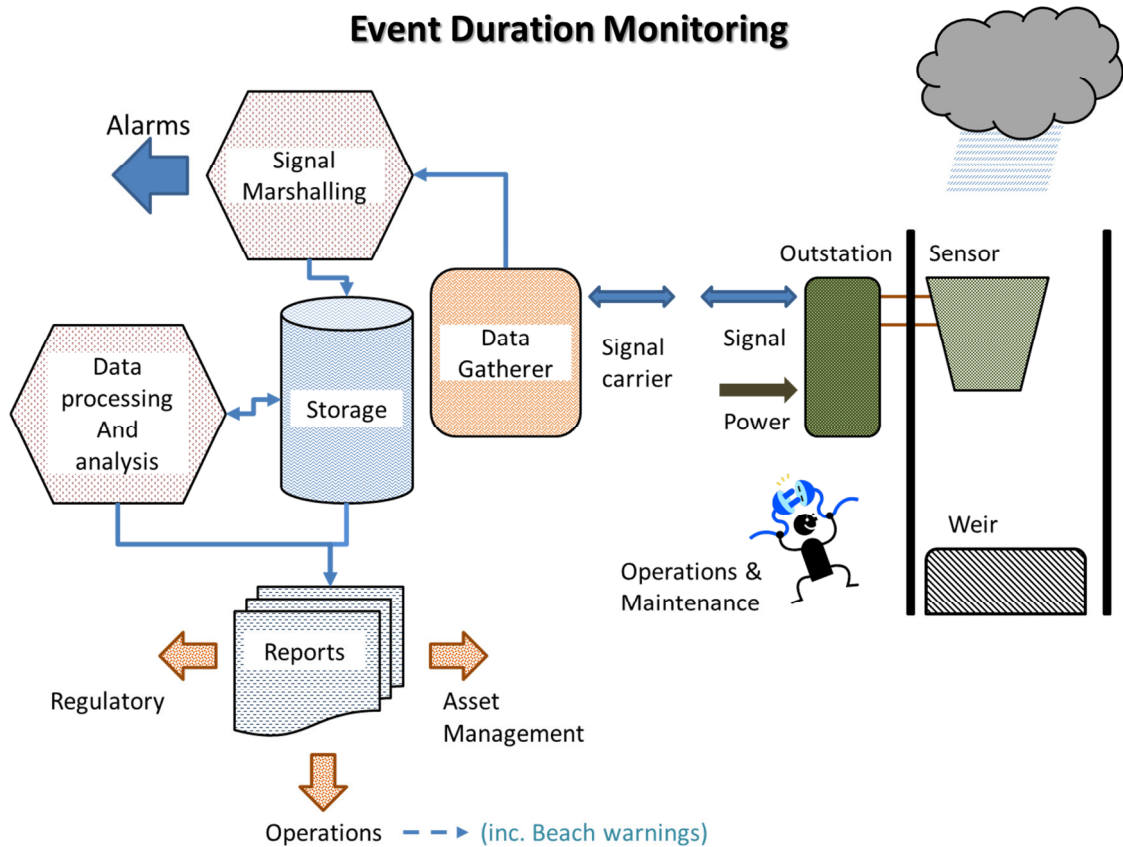 Event Duration Monitoring
Alarms
Signal
Marshalling
Outstation
Sensor
Data
Gatherer
Signal
carrier
Signal
Power
Data
processing
And
analysis
Storage
Weir
Operations &
Maintenance
Reports
Regulatory
Asset
Management
Operations
(inc. Beach warnings)